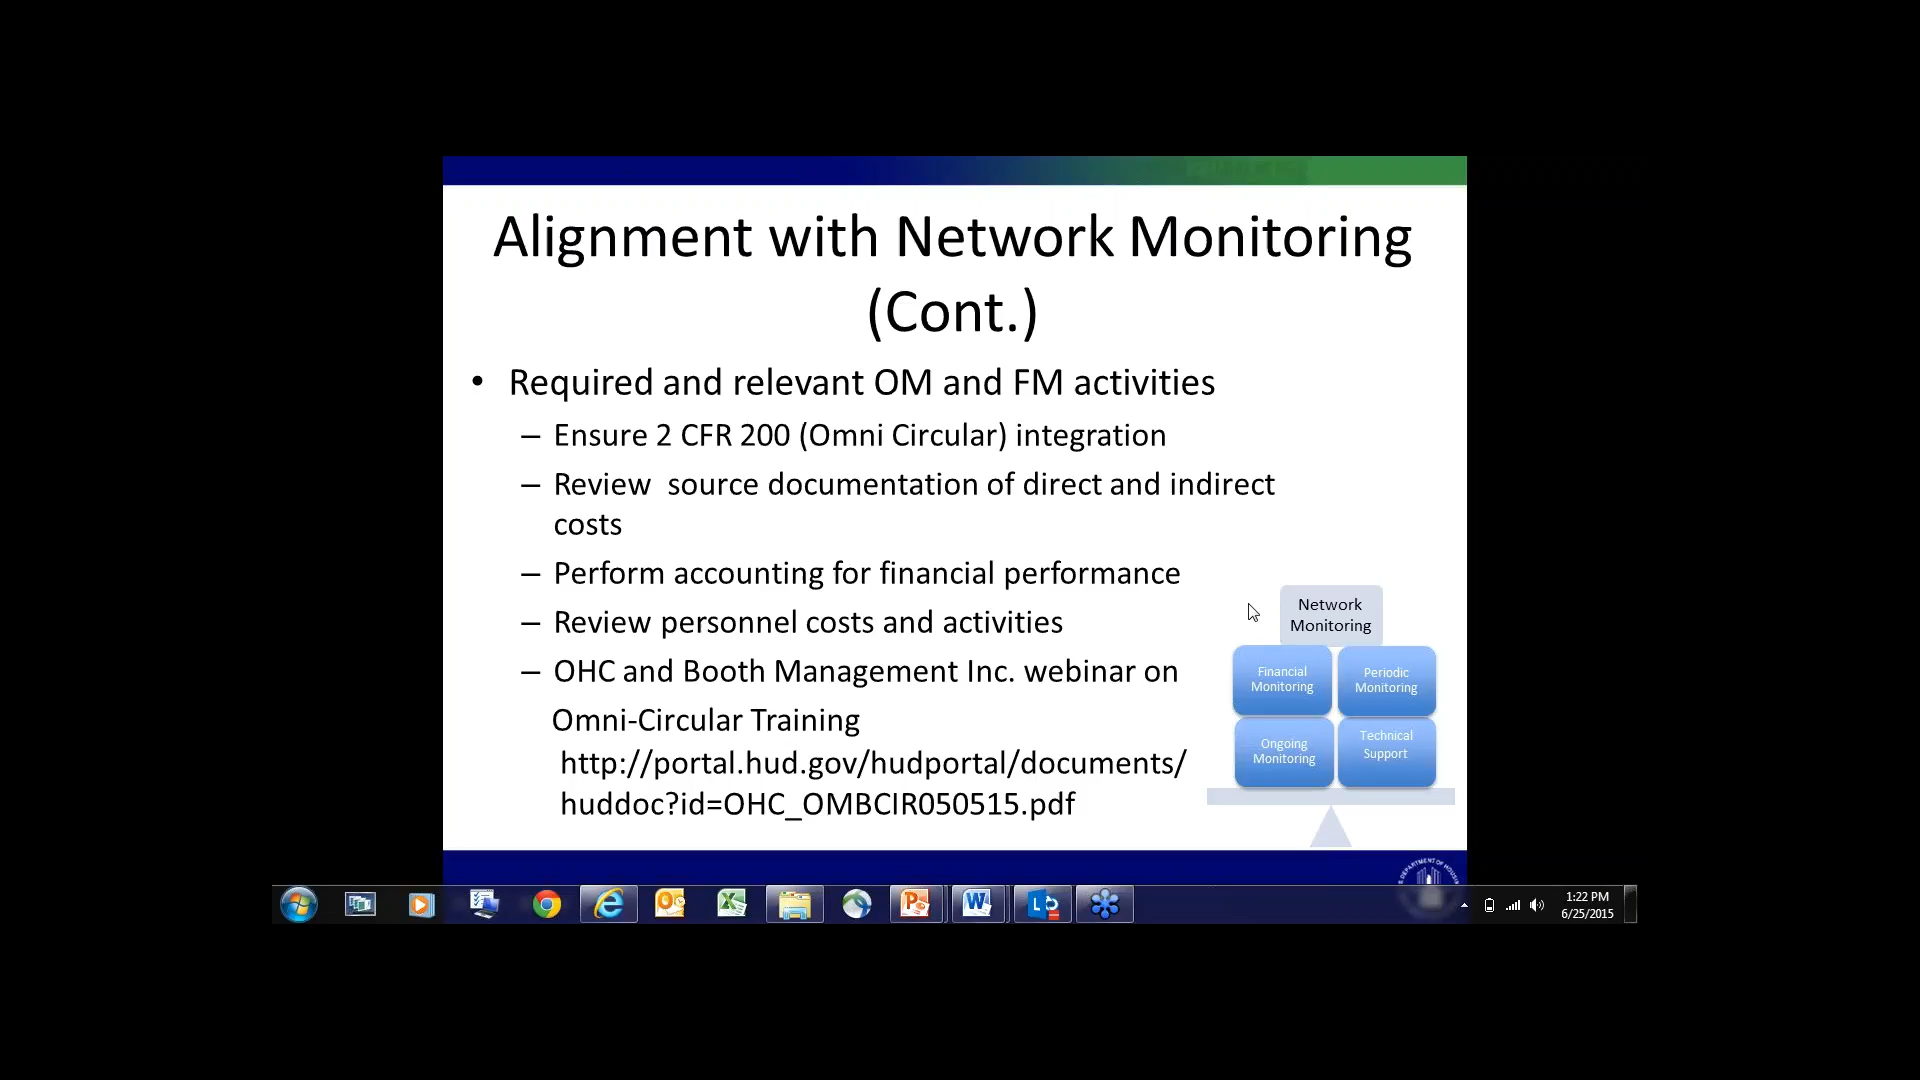 Alignment with Network Monitoring
(Cont.)
• Required and relevant OM and FM activities
– Ensure 2 CFR 200 (Omni Circular) integration
– Review  source documentation of direct and indirect
costs
– Perform accounting for financial performance
– Review personnel costs and activities
– OHC and Booth Management Inc. webinar on
Omni-Circular Training
http://portal.hud.gov/hudportal/documents/
huddoc?id=OHC_OMBCIR050515.pdf
Network
Monitoring
Financial
Monitoring
Periodic
Monitoring
Ongoing
Monitoring
Technical
Support
DEPARTMENT OF HOUSI
1:22 PM
6/25/2015